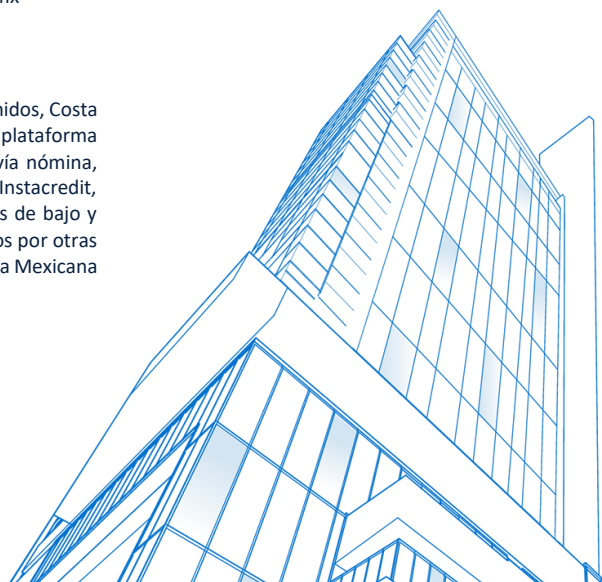 nidos, Costa
plataforma
vía nómina,
Instacredit,
s de bajo y
os por otras
a Mexicana